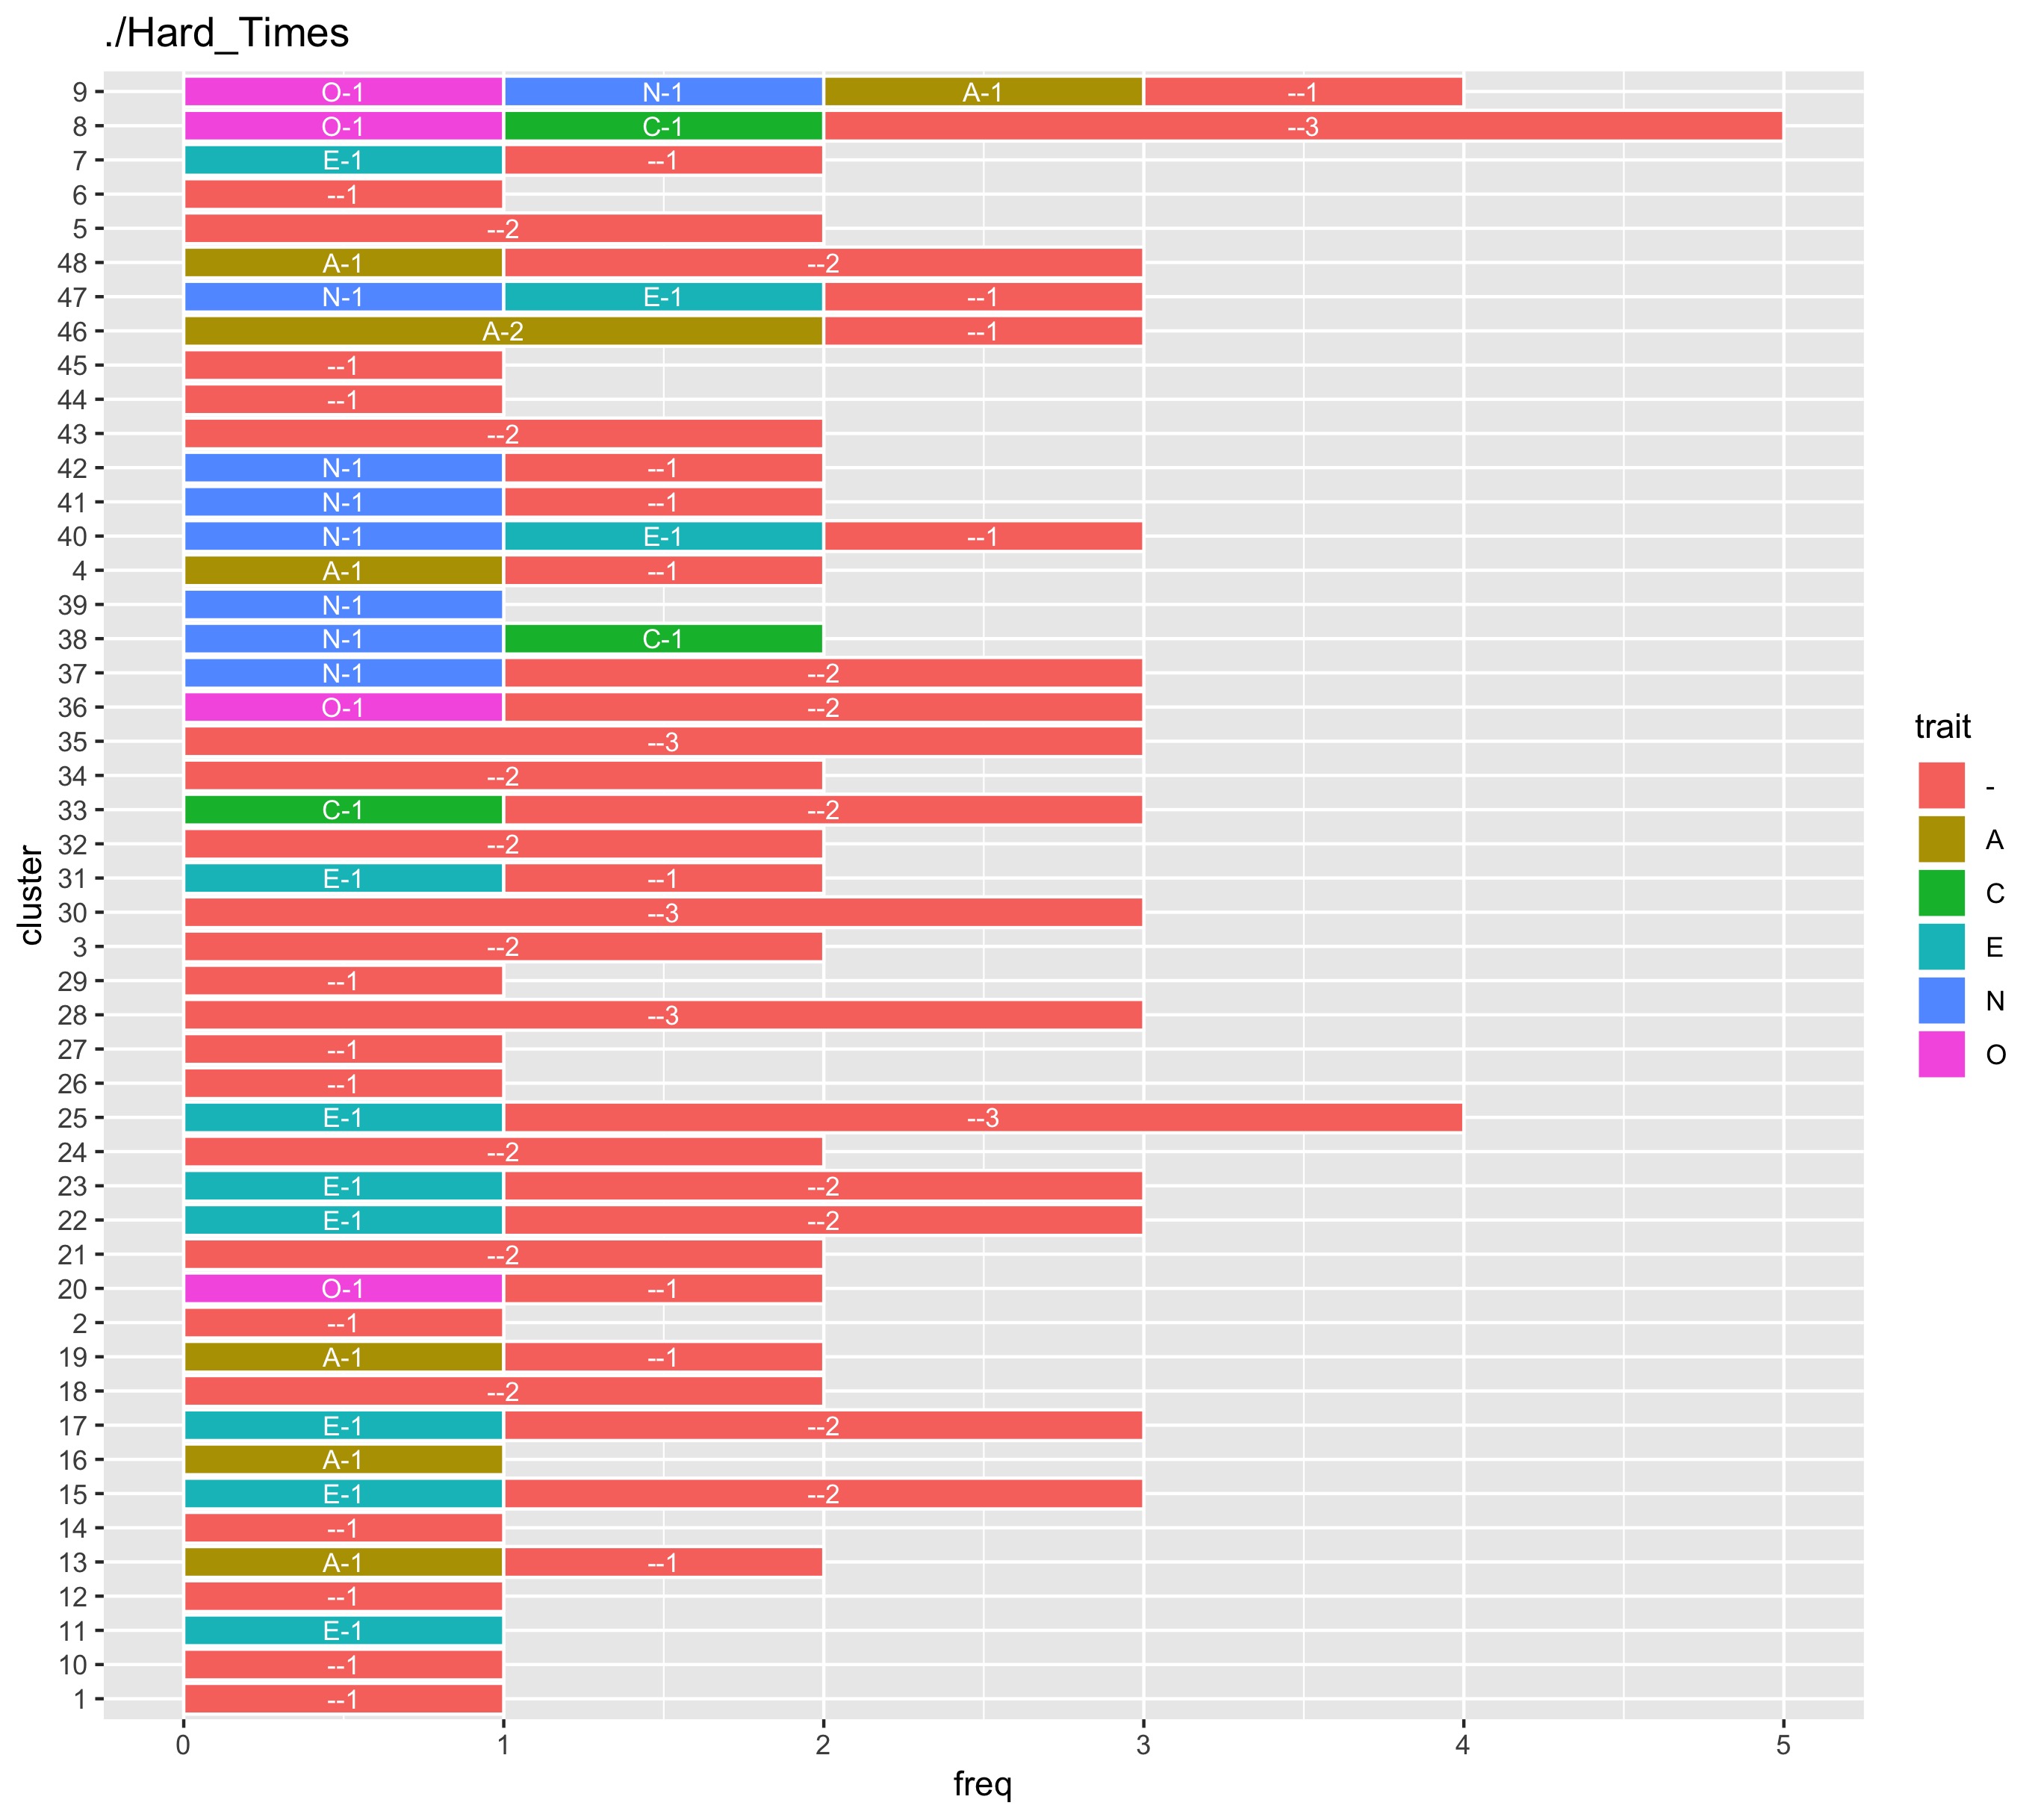 ./Hard_Times
9 O-1 N-1 A-1 --1
8 O-1 C-1 --3
7 E-1 --1
6 --1
5 --2
48 A-1 --2
47 N-1 E-1 --1
46 A-2 --1
45 --1
44 --1
43 --2
42 N-1 --1
41 N-1 --1
40 N-1 E-1 --1
4 A-1 --1
39 N-1
38 N-1 C-1
37 N-1 --2
36 O-1 --2
35 --3
34 --2
33 C-1 --2
32 --2
31 E-1 --1
30 --3
3 --2
29 --1
28 --3
27 --1
26 --1
25 E-1 --3
24 --2
23 E-1 --2
22 E-1 --2
21 --2
20 O-1 --1
2 --1
19 A-1 --1
18 --2
17 E-1 --2
16 A-1
15 E-1 --2
14 --1
13 A-1 --1
12 --1
11 E-1
10 --1
1 --1
0 1 2 3 4 5
freq
cluster
trait
-
A
C
E
N
O